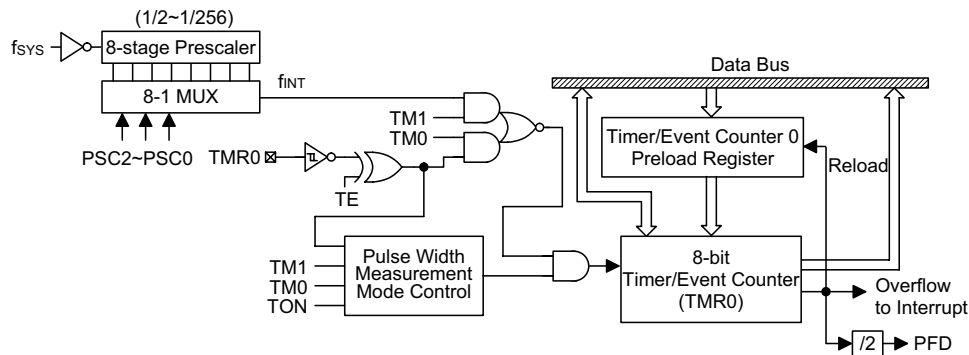 (1/2~1/256)
fSYS
8-stage Prescaler
8-1 MUX
fINT
PSC2~PSC0
TMR0
TE
TM1
TM0
TM1
TM0
TON
Pulse Width
Measurement
Mode Control
Data Bus
Timer/Event Counter 0
Preload Register
Reload
8-bit
Timer/Event Counter
(TMR0)
Overflow
to Interrupt
/2
PFD